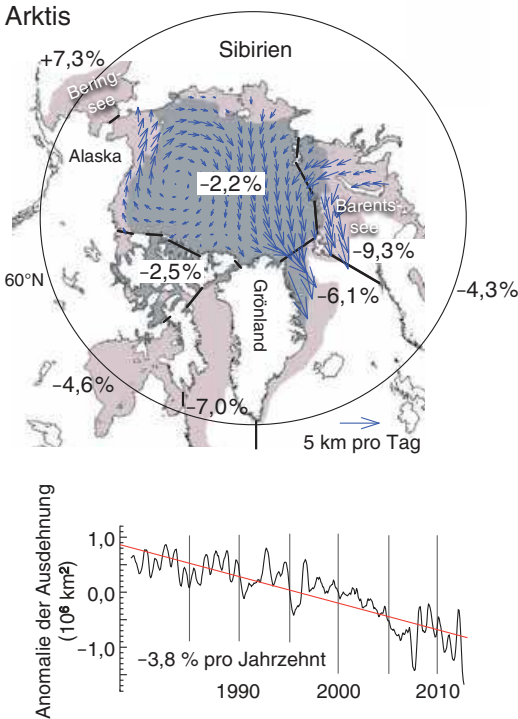 Arktis
Sibirien
+7,3%
Bering-
see
Alaska
–2,2%
Barents-
see
–9,3%
–2,5%
60°N
Grönland
–6,1%
–4,3%
–4,6%
–7,0%
5 km pro Tag
Anomalie der Ausdehnung
(10⁶ km²)
1,0
0,0
–1,0
–3,8 % pro Jahrzehnt
1990
2000
2010